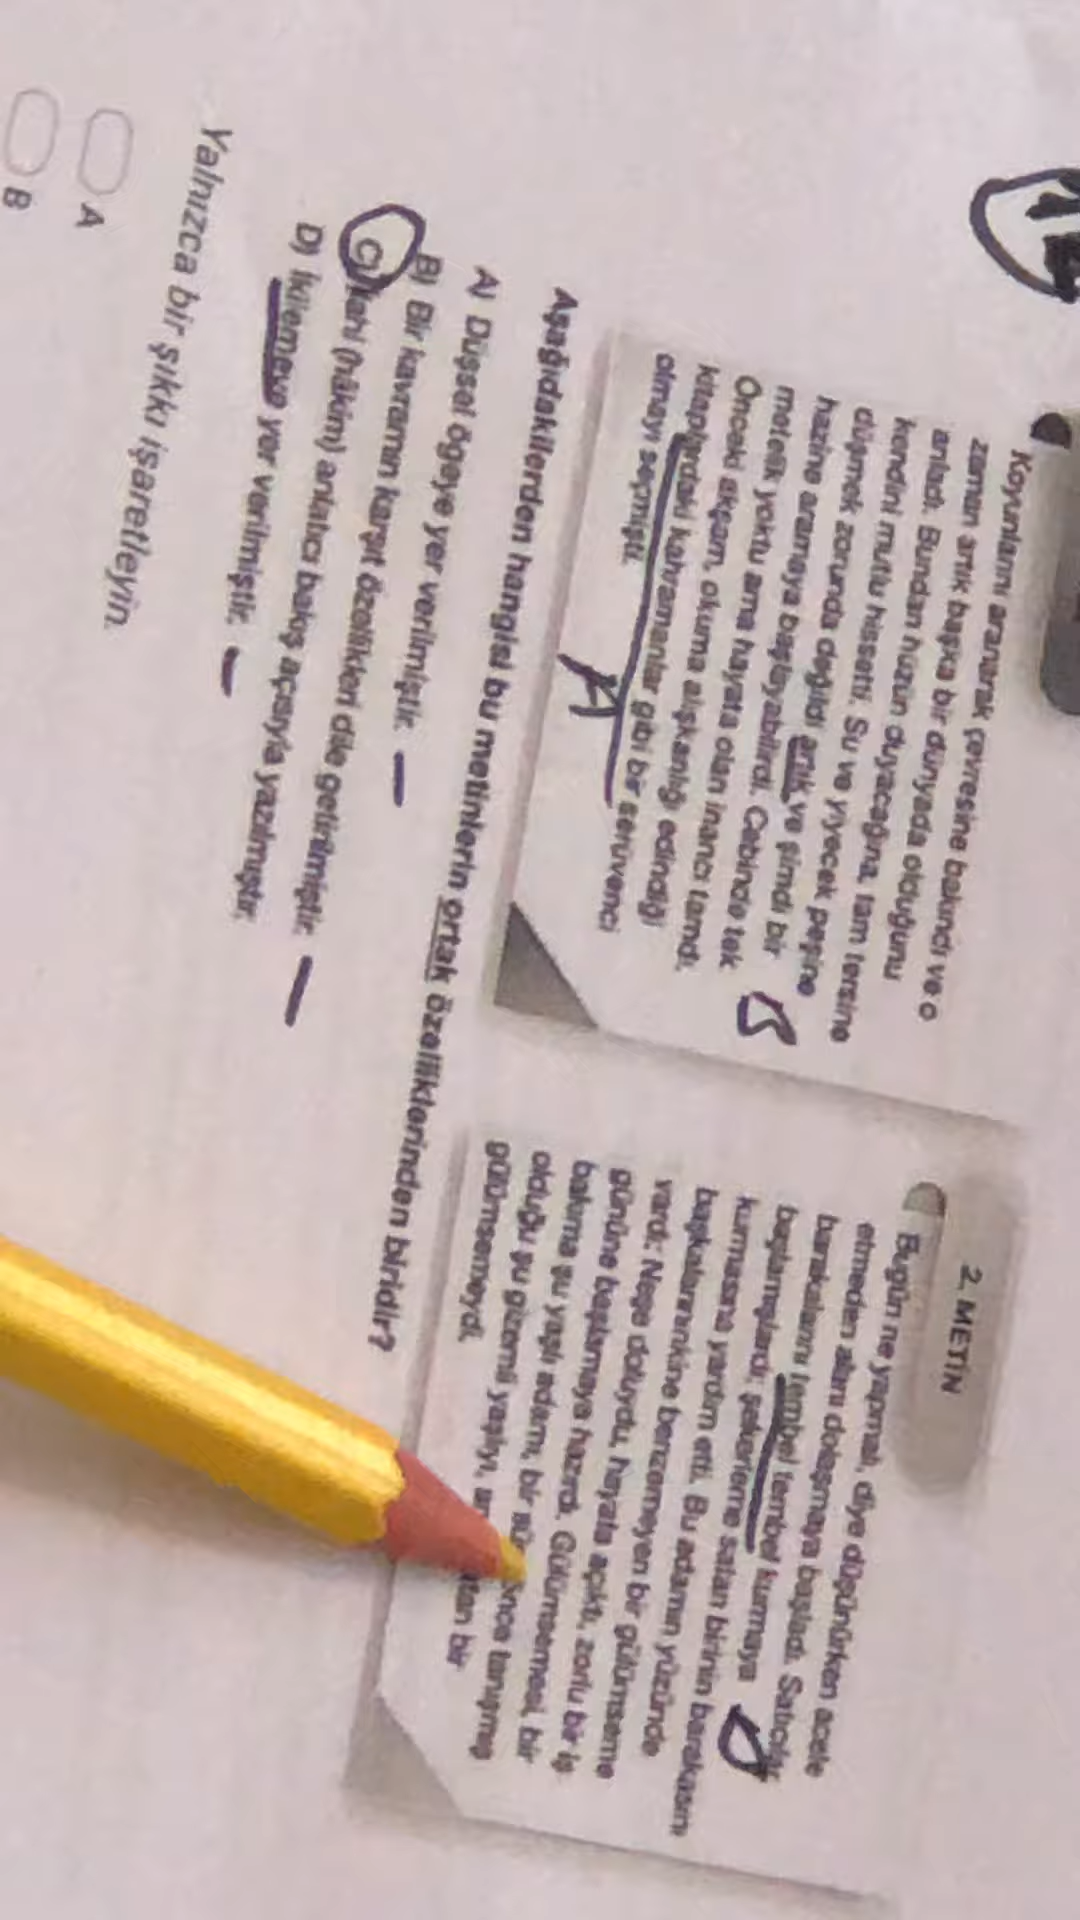 Koyunlarını aranarak çevresine bakındı ve o
zaman artık başka bir dünyada olduğunu
anladı. Bundan hüzün duyacağına, tam tersine
kendini mutlu hissetti. Su ve yiyecek peşine
düşmek zorunda değildi artık ve şimdi bir
hazine aramaya başlayabilirdi. Cebinde tek
metelik yoktu ama hayata olan inancı tamdı.
Önceki akşam, okuma alışkanlığı edindiği
kitaplardaki kahramanlar gibi bir serüvenci
olmayı seçmişti.
2. METİN
Bugün ne yapmalı, diye düşünürken acele
etmeden alanı dolaşmaya başladı. Satıcılar
barakalarını tembel tembel kurmaya
başlamışlardı; şekerleme satan birinin barakasını
kurmasına yardım etti. Bu adamın yüzünde
başkalarınınkine benzemeyen bir gülümseme
vardı: Neşe doluydu, hayata açıktı, zorlu bir iş
gününe başlamaya hazırdı. Gülümsemesi, bir
bakıma şu yaşlı adamı, bir önce tanışmış
olduğu şu gizemli yaşlıyı, bir
gülümsemeydi.
Aşağıdakilerden hangisi bu metinlerin ortak özelliklerinden biridir?
A) Düşsel ögeye yer verilmiştir.
B) Bir kavramın karşıt özellikleri dile getirilmiştir.
C) İlahi (hâkim) anlatıcı bakış açısıyla yazılmıştır.
D) İkilemeye yer verilmiştir.
Yalnızca bir şıkkı işaretleyin.
A
B